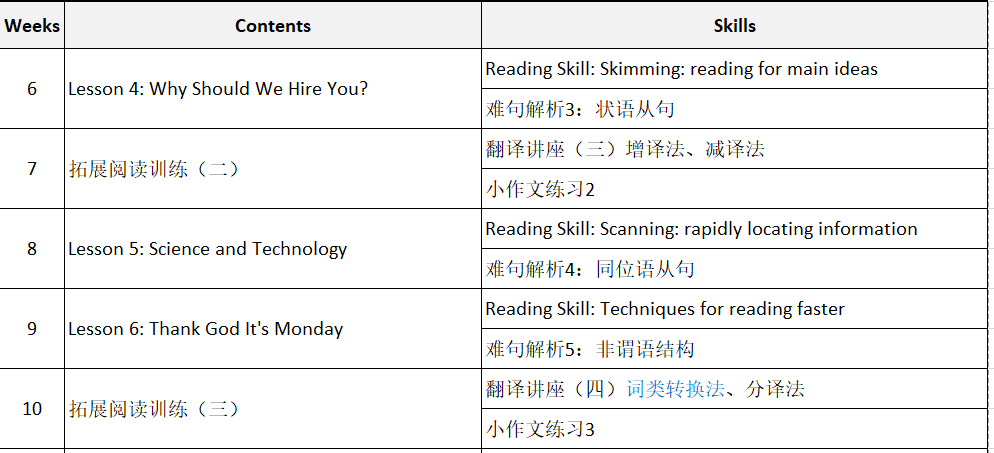 Weeks Contents Skills
6 Lesson 4: Why Should We Hire You? Reading Skill: Skimming: reading for main ideas
难句解析3：状语从句
7 拓展阅读训练（二） 翻译讲座（三）增译法、减译法
小作文练习2
8 Lesson 5: Science and Technology Reading Skill: Scanning: rapidly locating information
难句解析4：同位语从句
9 Lesson 6: Thank God It's Monday Reading Skill: Techniques for reading faster
难句解析5：非谓语结构
10 拓展阅读训练（三） 翻译讲座（四）词类转换法、分译法
小作文练习3